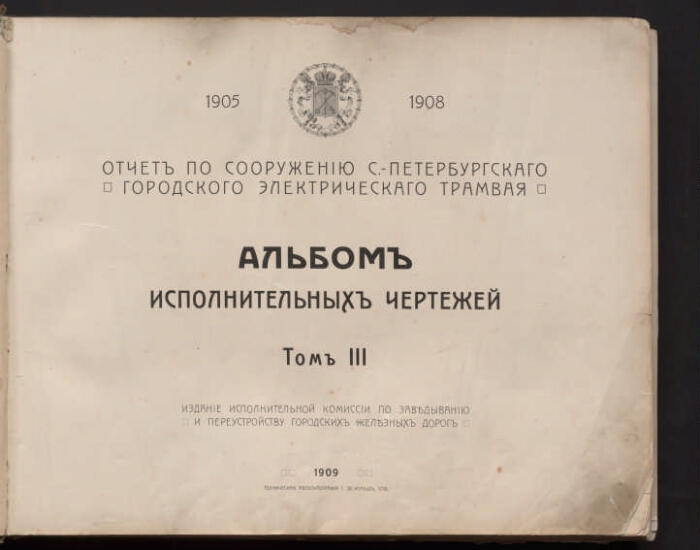 1905 1908
ОТЧЕТЪ ПО СООРУЖЕНІЮ С.-ПЕТЕРБУРГСКАГО
ГОРОДСКОГО ЭЛЕКТРИЧЕСКАГО ТРАМВАЯ
АЛЬБОМЪ
ИСПОЛНИТЕЛЬНЫХЪ ЧЕРТЕЖЕЙ
Томъ III
ИЗДАНІЕ ИСПОЛНИТЕЛЬНОЙ КОМИССІИ ПО ЗАВѢДЫВАНІЮ
И ПЕРЕУСТРОЙСТВУ ГОРОДСКИХЪ ЖЕЛѢЗНЫХЪ ДОРОГЪ
1909